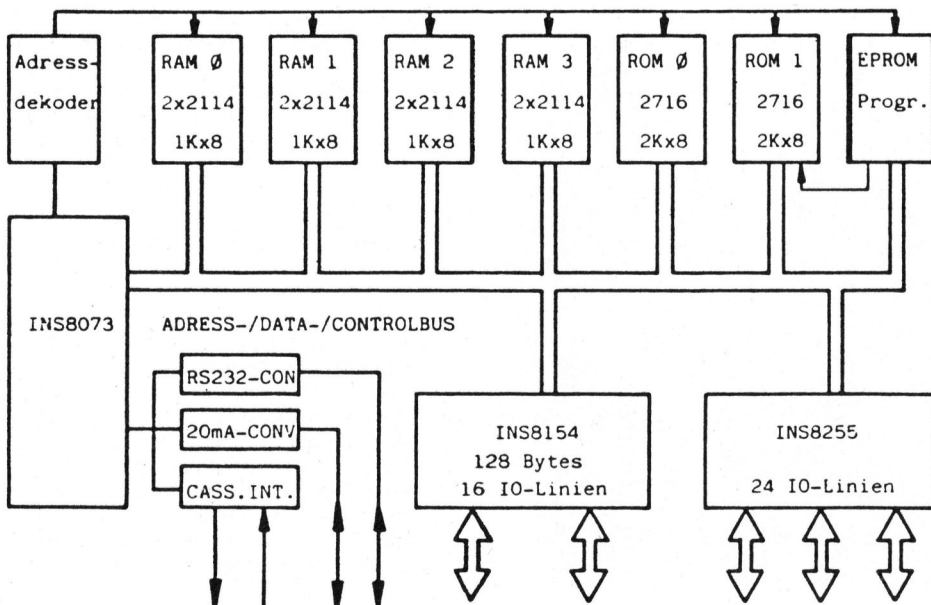 Adress-
dekoder
RAM Ø
2x2114
1Kx8
RAM 1
2x2114
1Kx8
RAM 2
2x2114
1Kx8
RAM 3
2x2114
1Kx8
ROM Ø
2716
2Kx8
ROM 1
2716
2Kx8
EPROM
Progr.
INS8073
ADRESS-/DATA-/CONTROLBUS
RS232-CON
20mA-CONV
CASS.INT.
INS8154
128 Bytes
16 IO-Linien
INS8255
24 IO-Linien